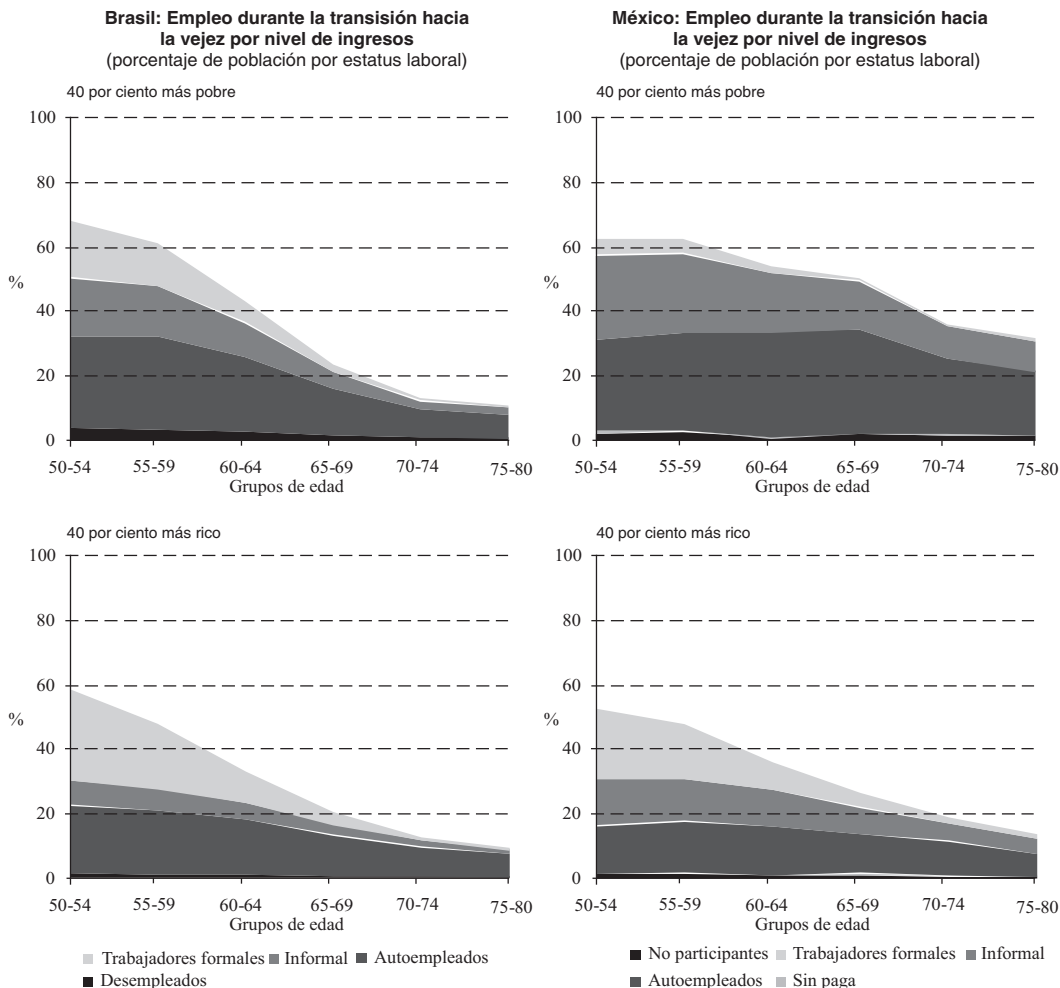 Brasil: Empleo durante la transisión hacia
la vejez por nivel de ingresos
(porcentaje de población por estatus laboral)
40 por ciento más pobre
100
80
60
%
40
20
0
50-54 55-59 60-64 65-69 70-74 75-80
Grupos de edad
México: Empleo durante la transición hacia
la vejez por nivel de ingresos
(porcentaje de población por estatus laboral)
40 por ciento más pobre
100
80
60
%
40
20
0
50-54 55-59 60-64 65-69 70-74 75-80
Grupos de edad
40 por ciento más rico
100
80
60
%
40
20
0
50-54 55-59 60-64 65-69 70-74 75-80
Grupos de edad
Trabajadores formales Informal Autoempleados
Desempleados
40 por ciento más rico
100
80
60
%
40
20
0
50-54 55-59 60-64 65-69 70-74 75-80
Grupos de edad
No participantes Trabajadores formales Informal
Autoempleados Sin paga